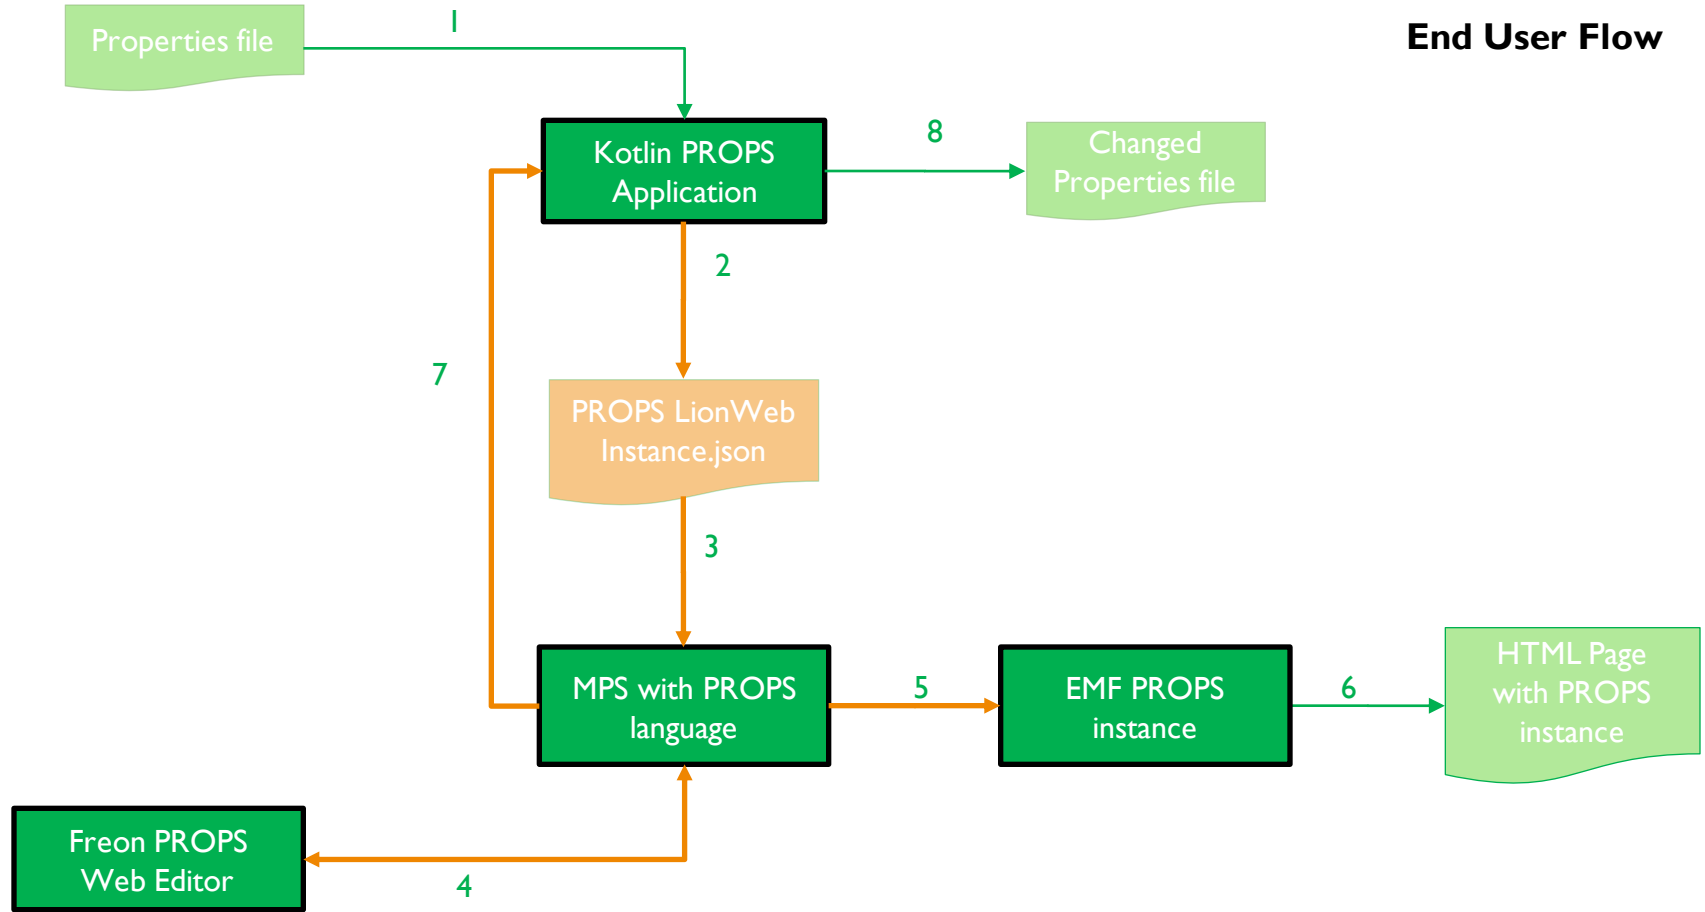 End User Flow
Properties file
1
Kotlin PROPS
Application
8
Changed
Properties file
2
7
PROPS LionWeb
Instance.json
3
MPS with PROPS
language
5
EMF PROPS
instance
6
HTML Page
with PROPS
instance
Freon PROPS
Web Editor
4